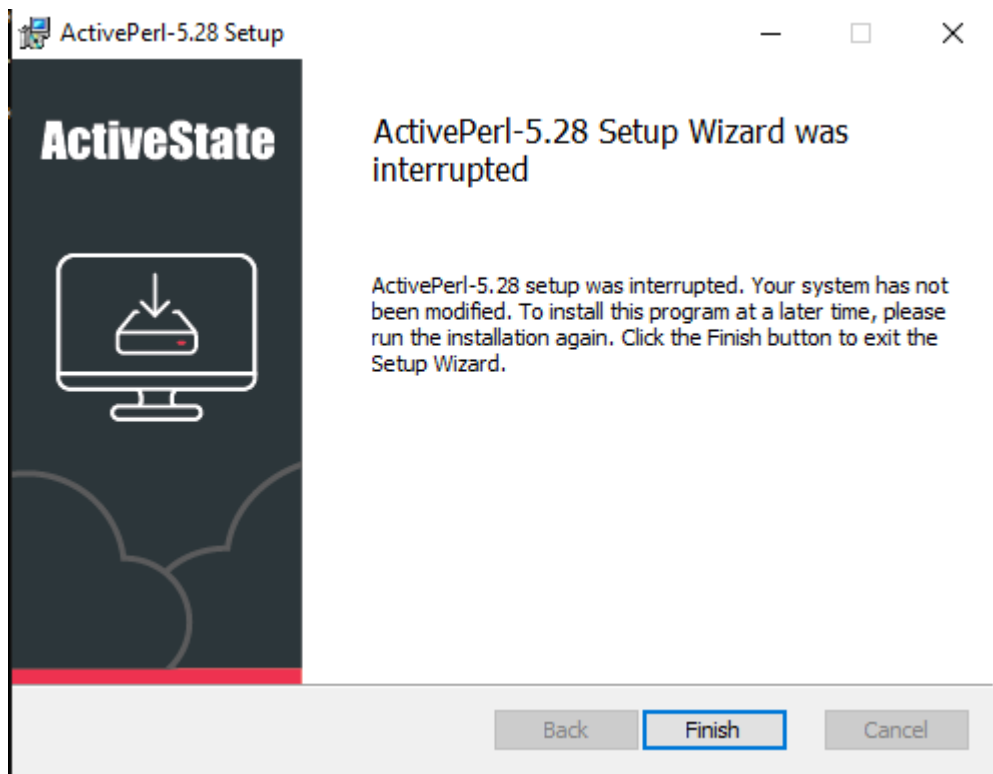 ActivePerl-5.28 Setup
ActiveState
ActivePerl-5.28 Setup Wizard was
interrupted
ActivePerl-5.28 setup was interrupted. Your system has not
been modified. To install this program at a later time, please
run the installation again. Click the Finish button to exit the
Setup Wizard.
Back
Finish
Cancel